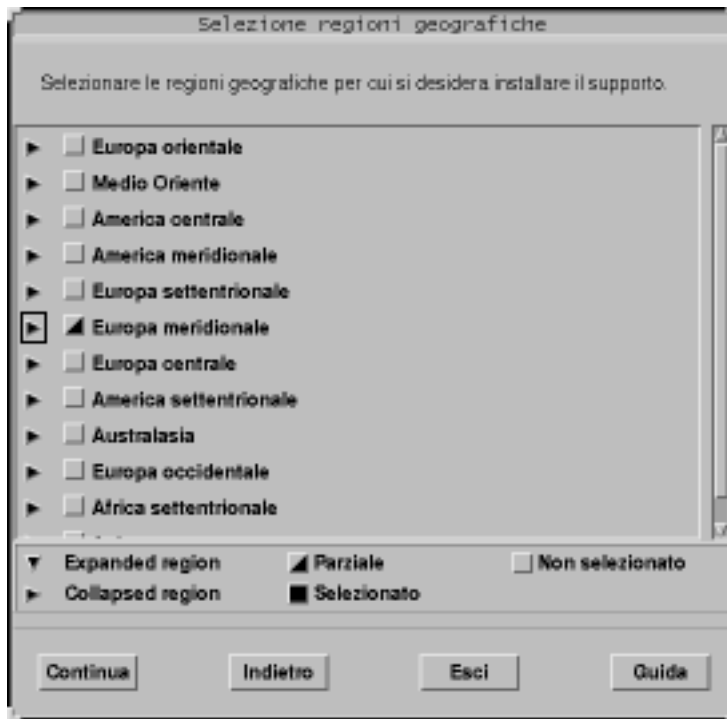 Selezione regioni geografiche
Selezionare le regioni geografiche per cui si desidera installare il supporto.
Europa orientale
Medio Oriente
America centrale
America meridionale
Europa settentrionale
Europa meridionale
Europa centrale
America settentrionale
Australasia
Europa occidentale
Africa settentrionale
Expanded region Parziale Non selezionato
Collapsed region Selezionato
Continua Indietro Esci Guida